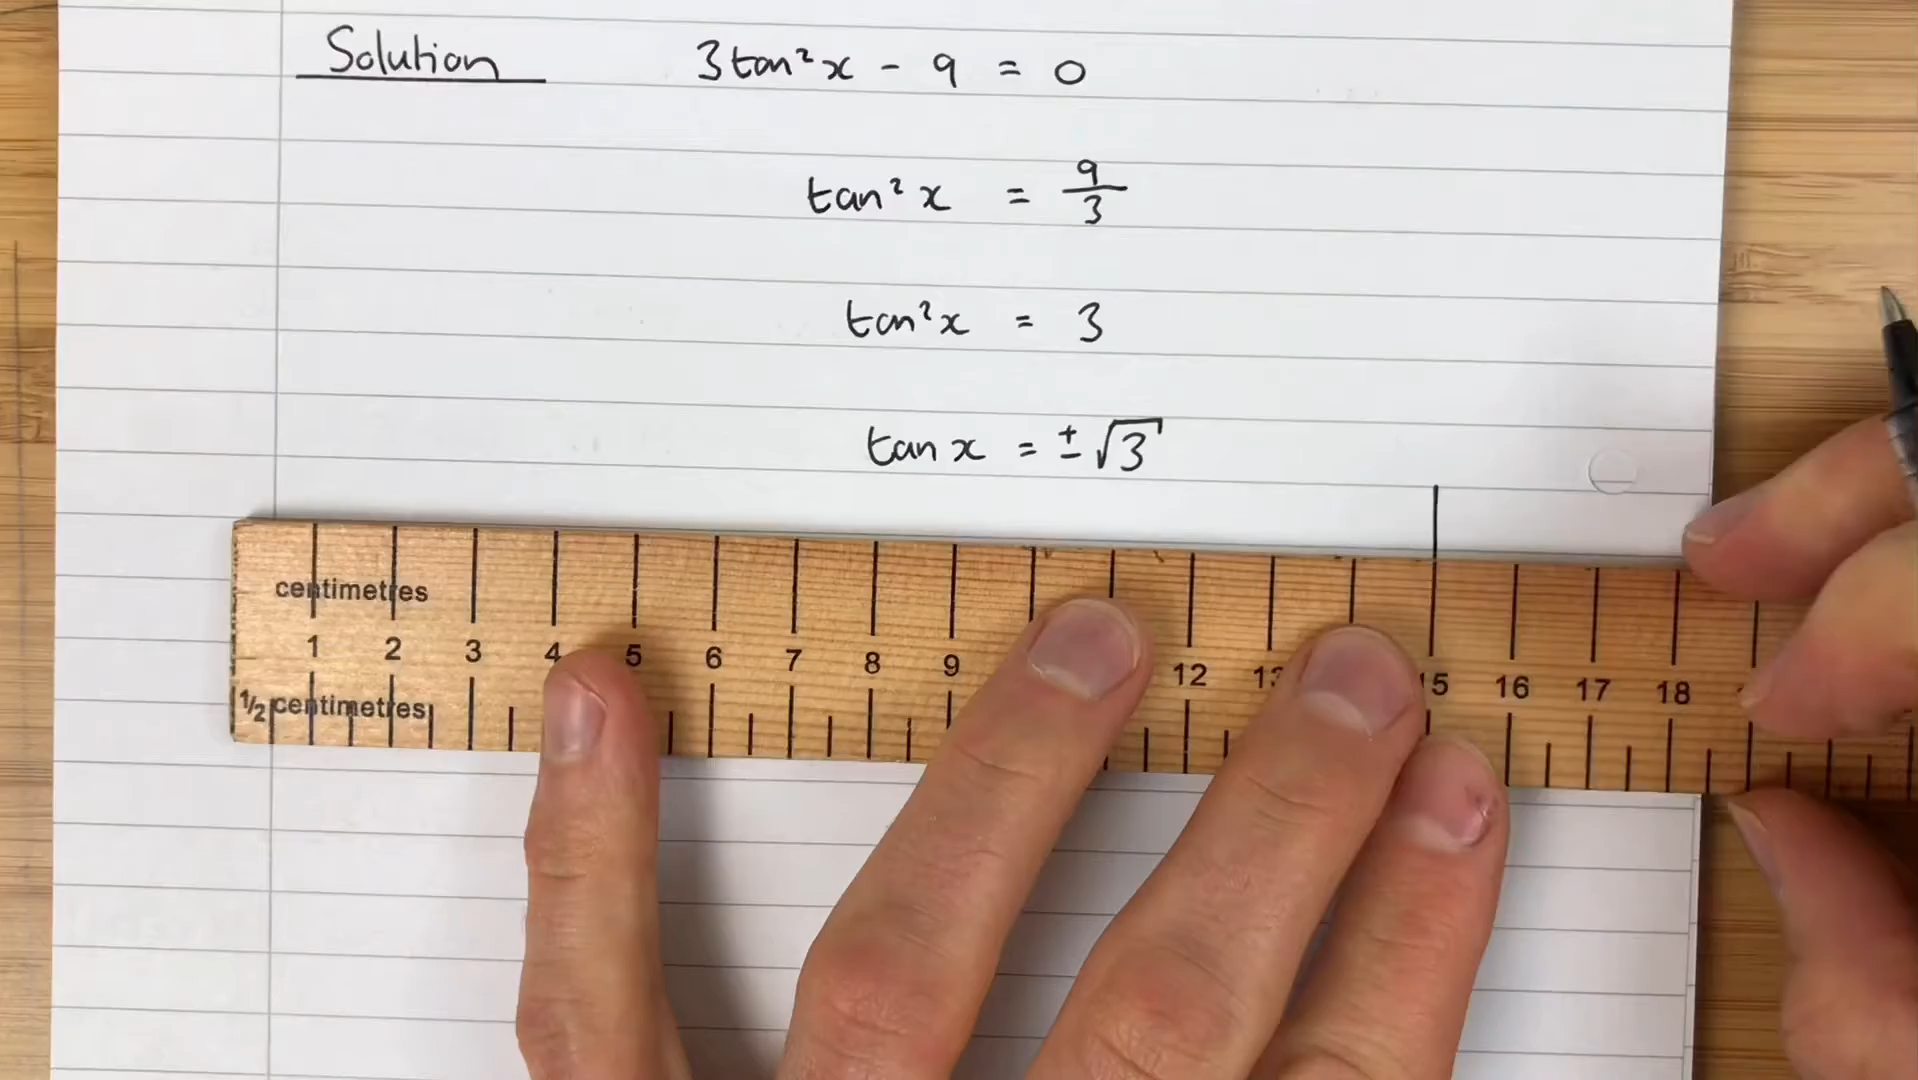 Solution 3tan²x - 9 = 0
tan²x = 9/3
tan²x = 3
tan x = ±√3
centimetres
1 2 3 4 5 6 7 8 9 12 15 16 17 18
1/2 centimetres